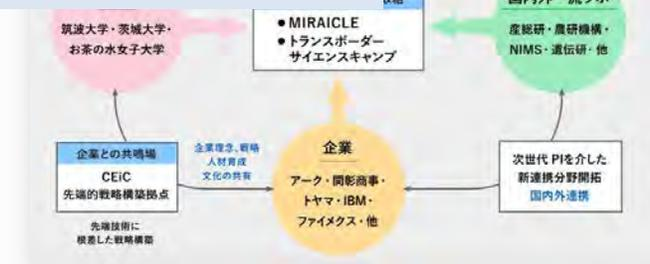 筑波大学・茨城大学・
お茶の水女子大学
● MIRAICLE
● トランスボーダー
サイエンスキャンプ
産総研・農研機構・
NIMS・遺伝研・他
企業との共鳴場
CEiC
先端的戦略構築拠点
先端技術に
根差した戦略構築
企業理念、戦略
人材育成
文化の共有
企業
アーク・関彰商事・
トヤマ・IBM・
ファイメクス・他
次世代 PIを介した
新連携分野開拓
国内外連携